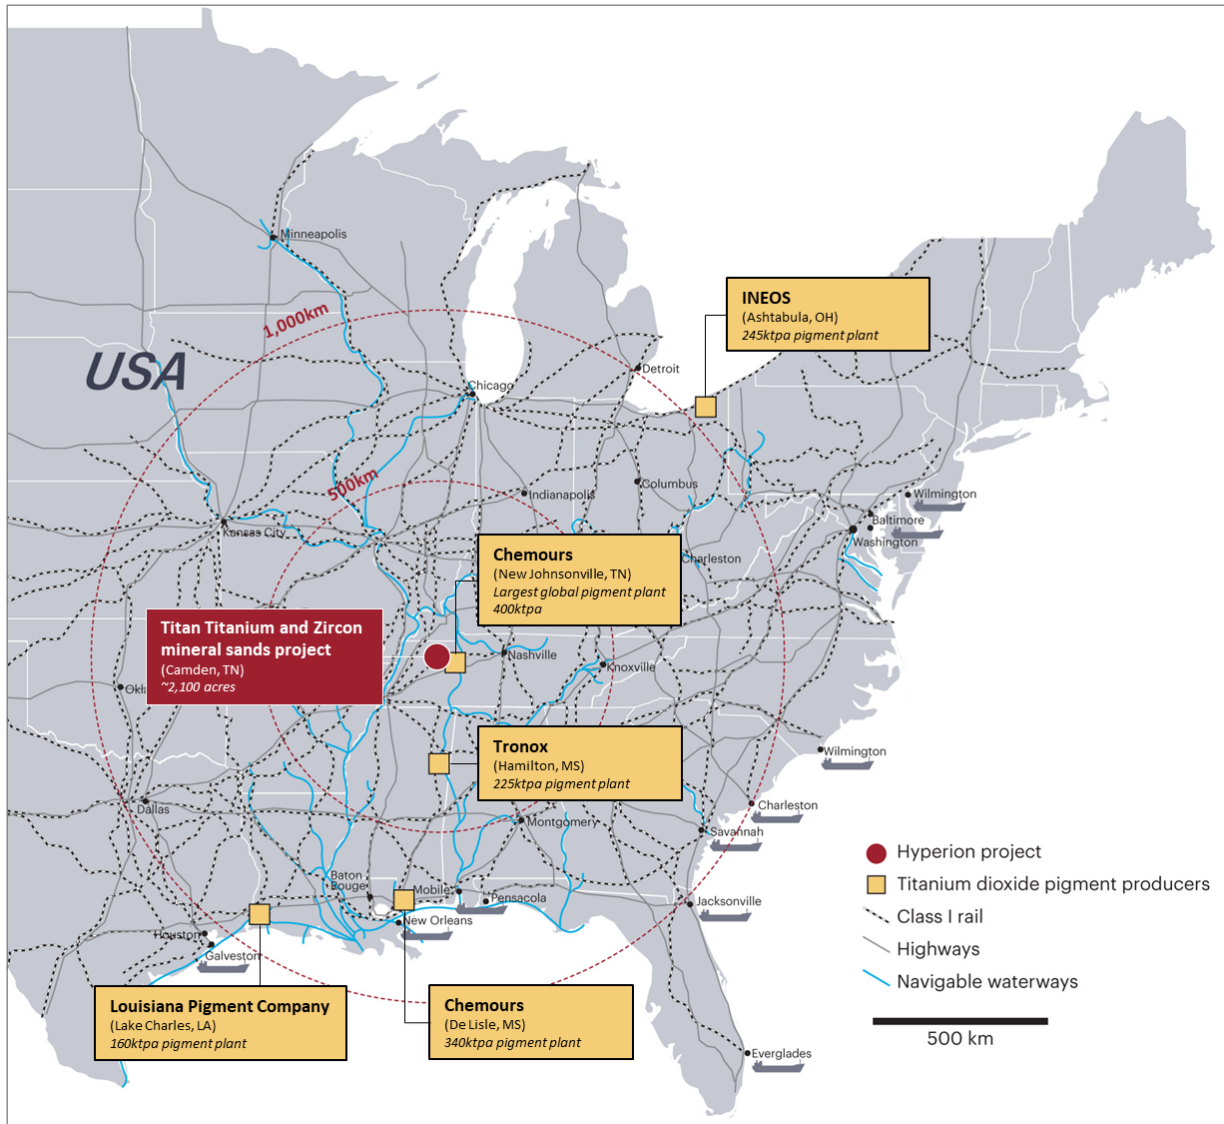 Minneapolis
1,000km
USA
INEOS
(Ashtabula, OH)
245ktpa pigment plant
Detroit
Chicago
500km
Indianapolis
Columbus
Wilmington
Baltimore
Washington
Kansas City
Charleston
Chemours
(New Johnsonville, TN)
Largest global pigment plant
400ktpa
Titan Titanium and Zircon
mineral sands project
(Camden, TN)
~2,100 acres
Nashville
Knoxville
Okl
Tronox
(Hamilton, MS)
225ktpa pigment plant
Wilmington
Dallas
Charleston
Montgomery
Savannah
Hyperion project
Titanium dioxide pigment producers
Class I rail
Highways
Navigable waterways
500 km
Baton
Rouge
Mobile
Pensacola
Jacksonville
New Orleans
Houston
Galveston
Louisiana Pigment Company
(Lake Charles, LA)
160ktpa pigment plant
Chemours
(De Lisle, MS)
340ktpa pigment plant
Everglades